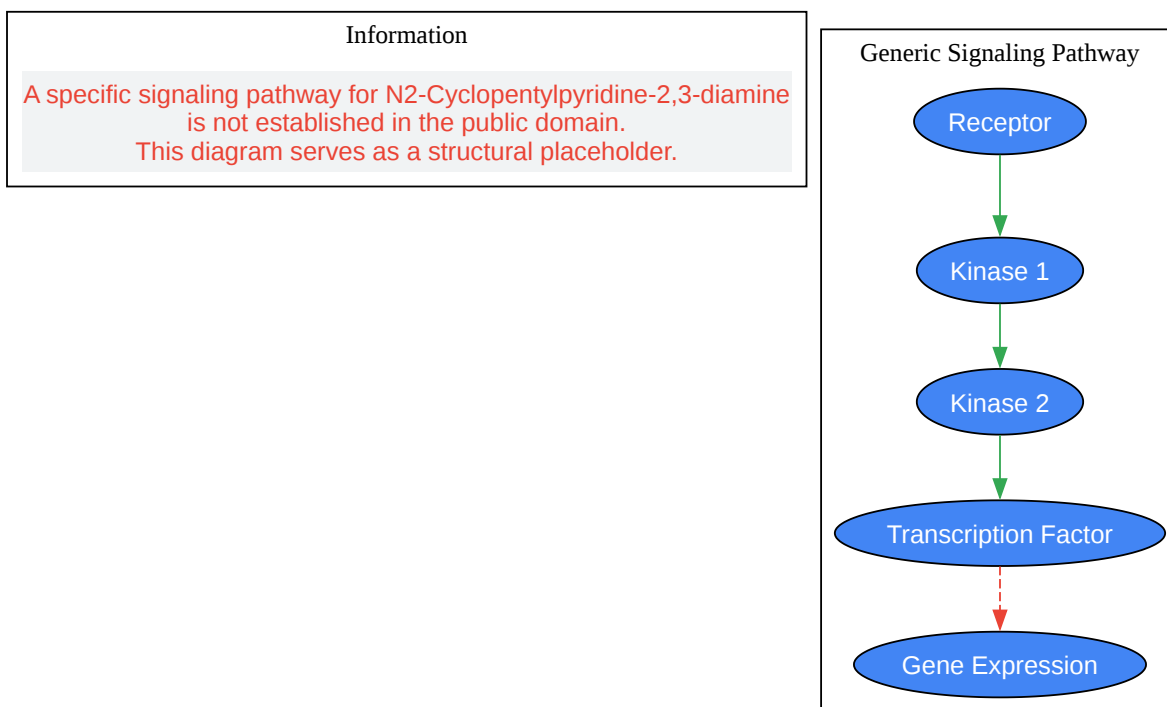 Information
A specific signaling pathway for N2-Cyclopentylpyridine-2,3-diamine
is not established in the public domain.
This diagram serves as a structural placeholder.
Generic Signaling Pathway
Receptor
Kinase 1
Kinase 2
Transcription Factor
Gene Expression